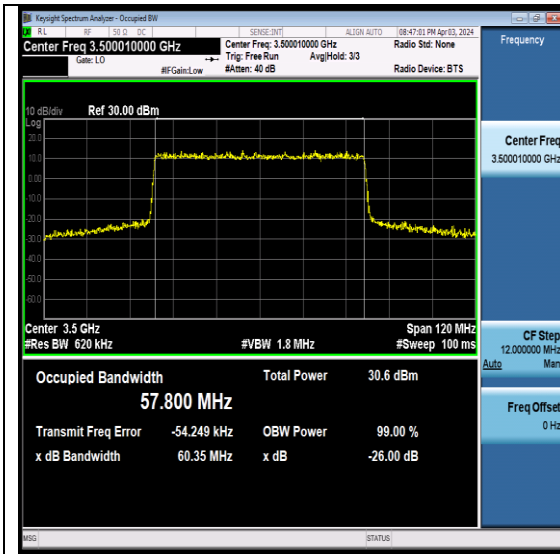 Keysight Spectrum Analyzer - Occupied BW
RL RF 50 Ω DC SENSE:INT ALIGN AUTO 08:47:01 PM Apr 03, 2024
Center Freq 3.500010000 GHz
Center Freq: 3.500010000 GHz Radio Std: None
Gate: LO Trig: Free Run Avg|Hold: 3/3
#IFGain:Low #Atten: 40 dB Radio Device: BTS
10 dB/div Ref 30.00 dBm
Log
20.0
10.0
0.00
-10.0
-20.0
-30.0
-40.0
-50.0
-60.0
Center 3.5 GHz Span 120 MHz
#Res BW 620 kHz #VBW 1.8 MHz #Sweep 100 ms
Occupied Bandwidth Total Power 30.6 dBm
57.800 MHz
Transmit Freq Error -54.249 kHz OBW Power 99.00 %
x dB Bandwidth 60.35 MHz x dB -26.00 dB
MSG STATUS
Frequency
Center Freq
3.500010000 GHz
CF Step
12.000000 MHz
Auto Man
Freq Offset
0 Hz